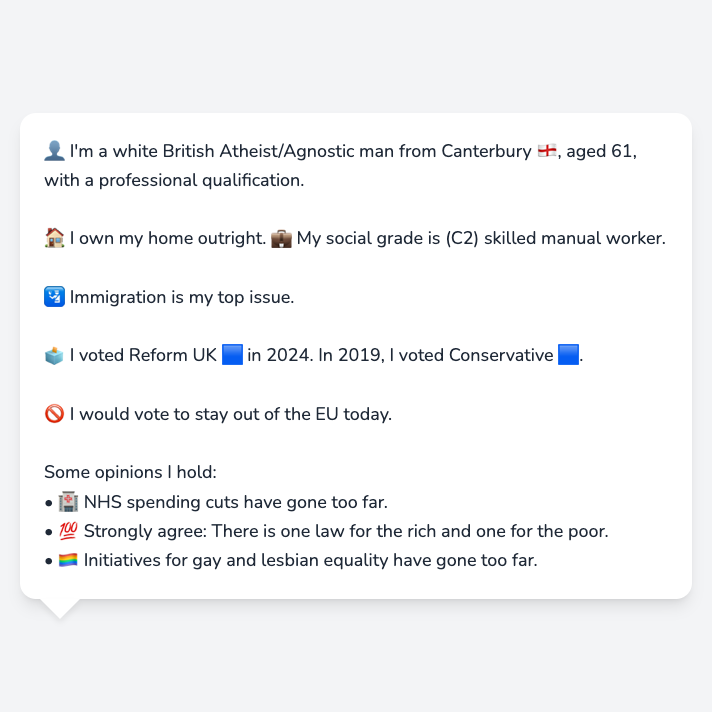 👤 I'm a white British Atheist/Agnostic man from Canterbury 🏴󠁧󠁢󠁥󠁮󠁧󠁿, aged 61,
with a professional qualification.
🏠 I own my home outright. 💼 My social grade is (C2) skilled manual worker.
🛂 Immigration is my top issue.
🗳️ I voted Reform UK 🟦 in 2024. In 2019, I voted Conservative 🟦.
🚫 I would vote to stay out of the EU today.
Some opinions I hold:
• 🏥 NHS spending cuts have gone too far.
• 💯 Strongly agree: There is one law for the rich and one for the poor.
• 🏳️‍🌈 Initiatives for gay and lesbian equality have gone too far.